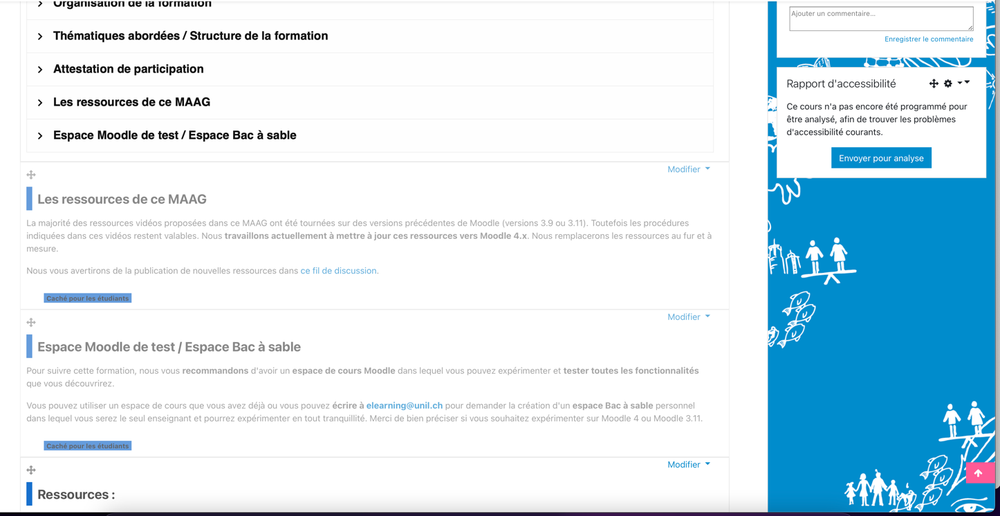 Organisation de la formation
Thématiques abordées / Structure de la formation
Attestation de participation
Les ressources de ce MAAG
Espace Moodle de test / Espace Bac à sable
Modifier
Les ressources de ce MAAG
La majorité des ressources vidéos proposées dans ce MAAG ont été tournées sur des versions précédentes de Moodle (versions 3.9 ou 3.11). Toutefois les procédures
indiquées dans ces vidéos restent valables. Nous travaillons actuellement à mettre à jour ces ressources vers Moodle 4.x. Nous remplacerons les ressources au fur et à
mesure.
Nous vous avertirons de la publication de nouvelles ressources dans ce fil de discussion.
Caché pour les étudiants
Modifier
Espace Moodle de test / Espace Bac à sable
Pour suivre cette formation, nous vous recommandons d'avoir un espace de cours Moodle dans lequel vous pouvez expérimenter et tester toutes les fonctionnalités
que vous découvrirez.
Vous pouvez utiliser un espace de cours que vous avez déjà ou vous pouvez écrire à elearning@unil.ch pour demander la création d'un espace Bac à sable personnel
dans lequel vous serez le seul enseignant et pourrez expérimenter en tout tranquillité. Merci de bien préciser si vous souhaitez expérimenter sur Moodle 4 ou Moodle 3.11.
Caché pour les étudiants
Modifier
Ressources :
Ajouter un commentaire...
Enregistrer le commentaire
Rapport d'accessibilité
Ce cours n'a pas encore été programmé pour
être analysé, afin de trouver les problèmes
d'accessibilité courants.
Envoyer pour analyse